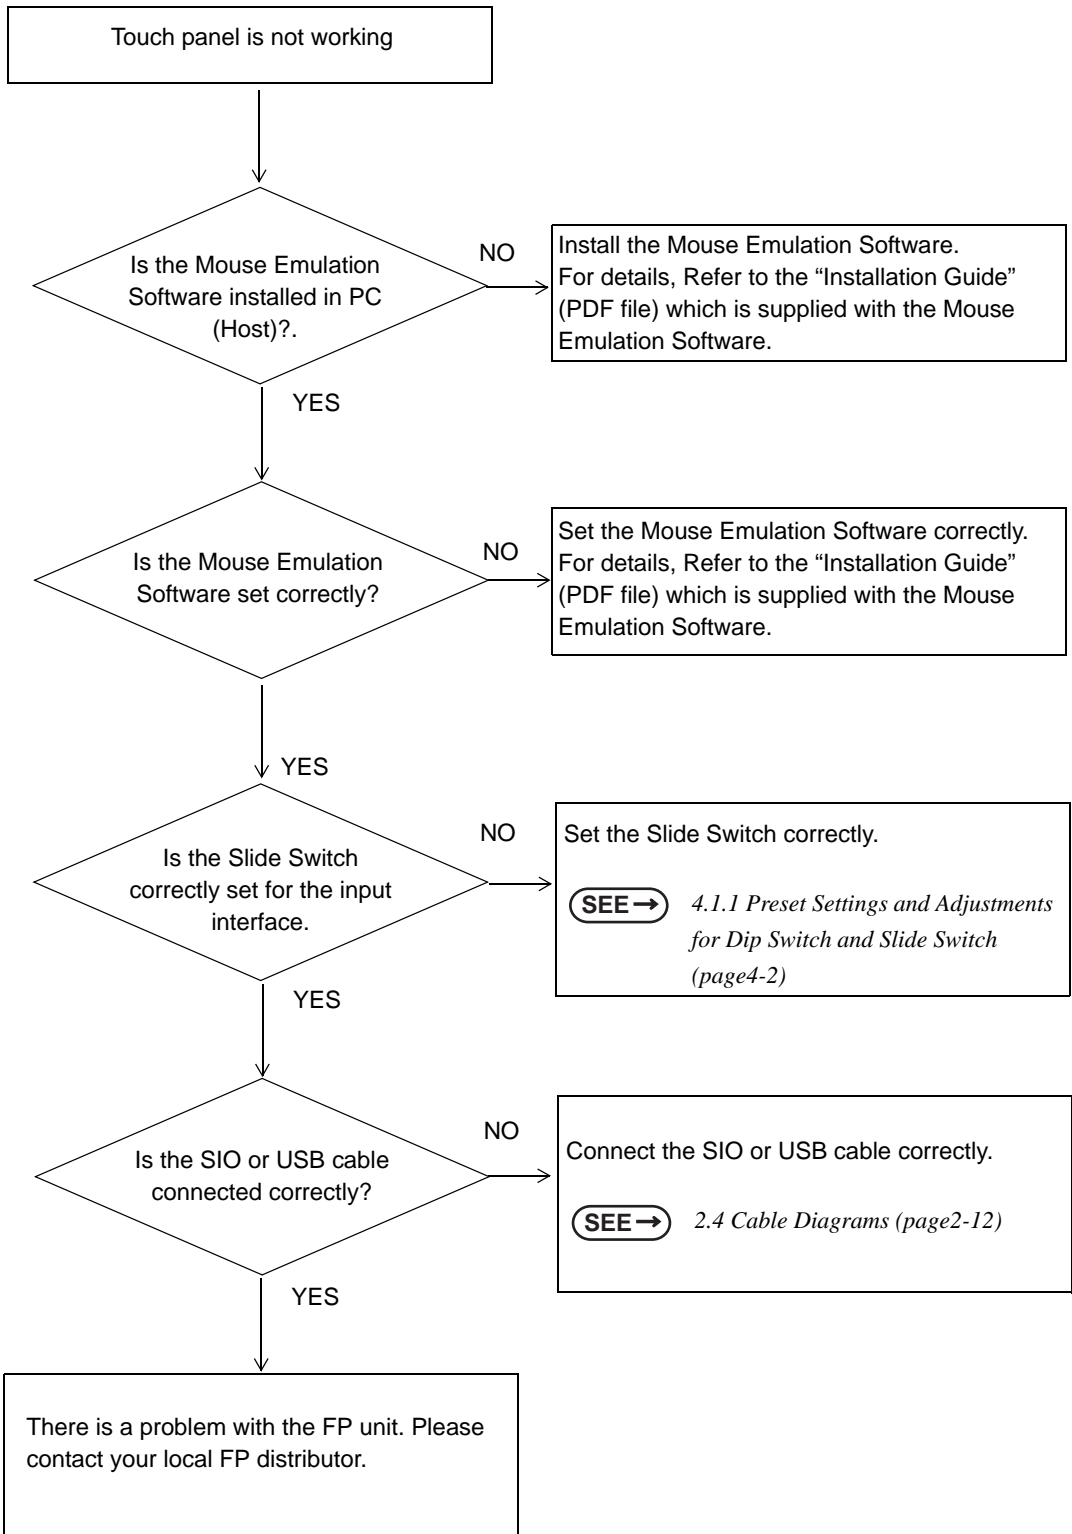 Touch panel is not working
Is the Mouse Emulation
Software installed in PC
(Host)?.
NO
Install the Mouse Emulation Software.
For details, Refer to the “Installation Guide”
(PDF file) which is supplied with the Mouse
Emulation Software.
YES
Is the Mouse Emulation
Software set correctly?
NO
Set the Mouse Emulation Software correctly.
For details, Refer to the “Installation Guide”
(PDF file) which is supplied with the Mouse
Emulation Software.
YES
Is the Slide Switch
correctly set for the input
interface.
NO
Set the Slide Switch correctly.
SEE→ 4.1.1 Preset Settings and Adjustments
for Dip Switch and Slide Switch
(page4-2)
YES
Is the SIO or USB cable
connected correctly?
NO
Connect the SIO or USB cable correctly.
SEE→ 2.4 Cable Diagrams (page2-12)
YES
There is a problem with the FP unit. Please
contact your local FP distributor.